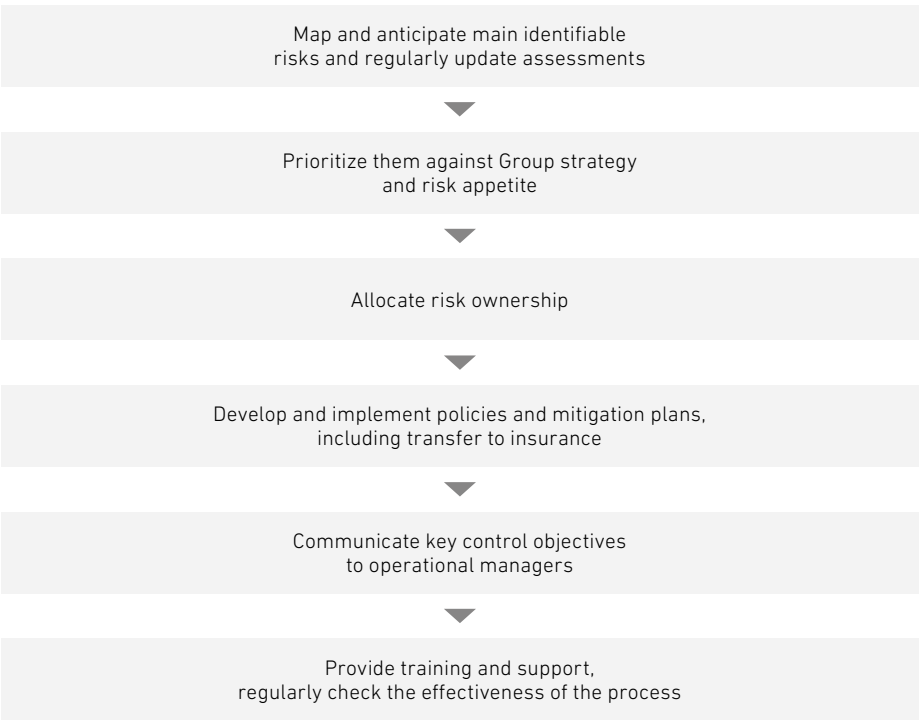 Map and anticipate main identifiable
risks and regularly update assessments
Prioritize them against Group strategy
and risk appetite
Allocate risk ownership
Develop and implement policies and mitigation plans,
including transfer to insurance
Communicate key control objectives
to operational managers
Provide training and support,
regularly check the effectiveness of the process